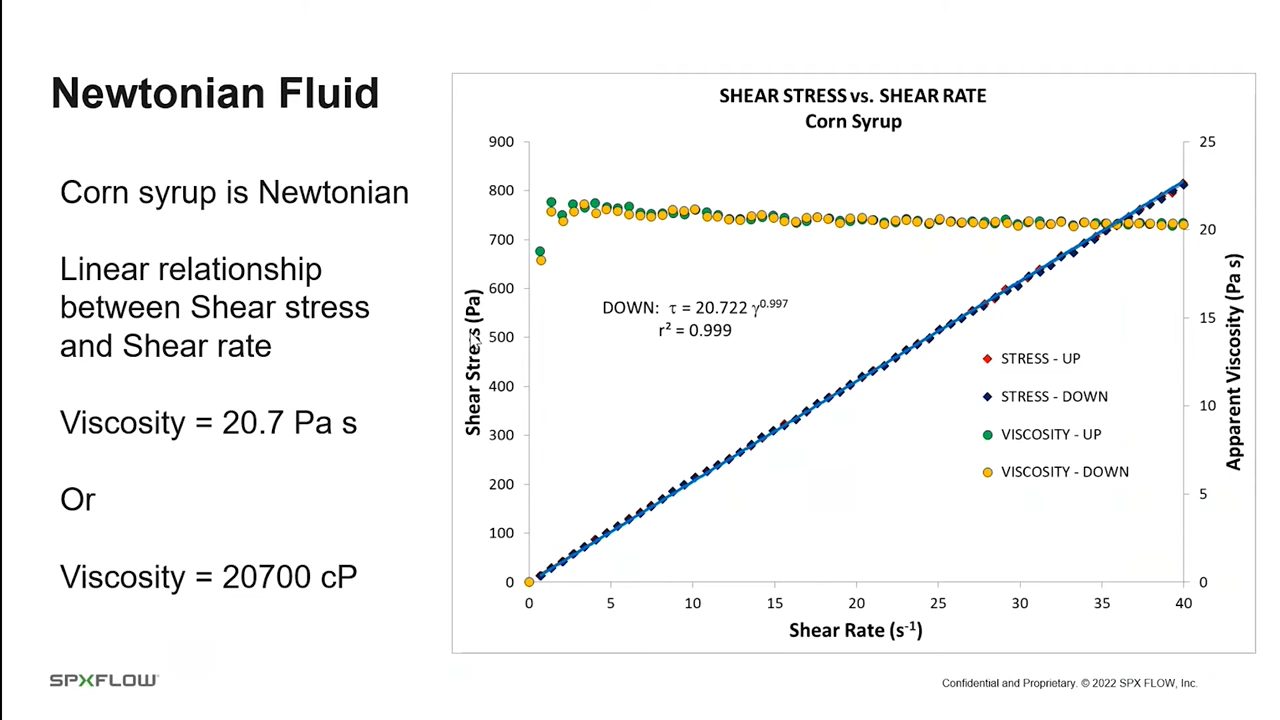 Newtonian Fluid
Corn syrup is Newtonian
Linear relationship
between Shear stress
and Shear rate
Viscosity = 20.7 Pa s
Or
Viscosity = 20700 cP
SHEAR STRESS vs. SHEAR RATE
Corn Syrup
900
800
700
600
500
400
300
200
100
0
Shear Stress (Pa)
DOWN: τ = 20.722 γ^0.997
r² = 0.999
STRESS - UP
STRESS - DOWN
VISCOSITY - UP
VISCOSITY - DOWN
25
20
15
10
5
0
Apparent Viscosity (Pa s)
0 5 10 15 20 25 30 35 40
Shear Rate (s⁻¹)
SPXFLOW
Confidential and Proprietary. © 2022 SPX FLOW, Inc.